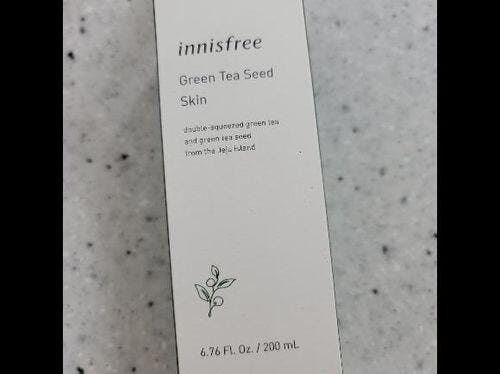 innisfree
Green Tea Seed
Skin
double-squeezed green tea
and green tea seed
from the Jeju Island
6.76 Fl. Oz. / 200 mL